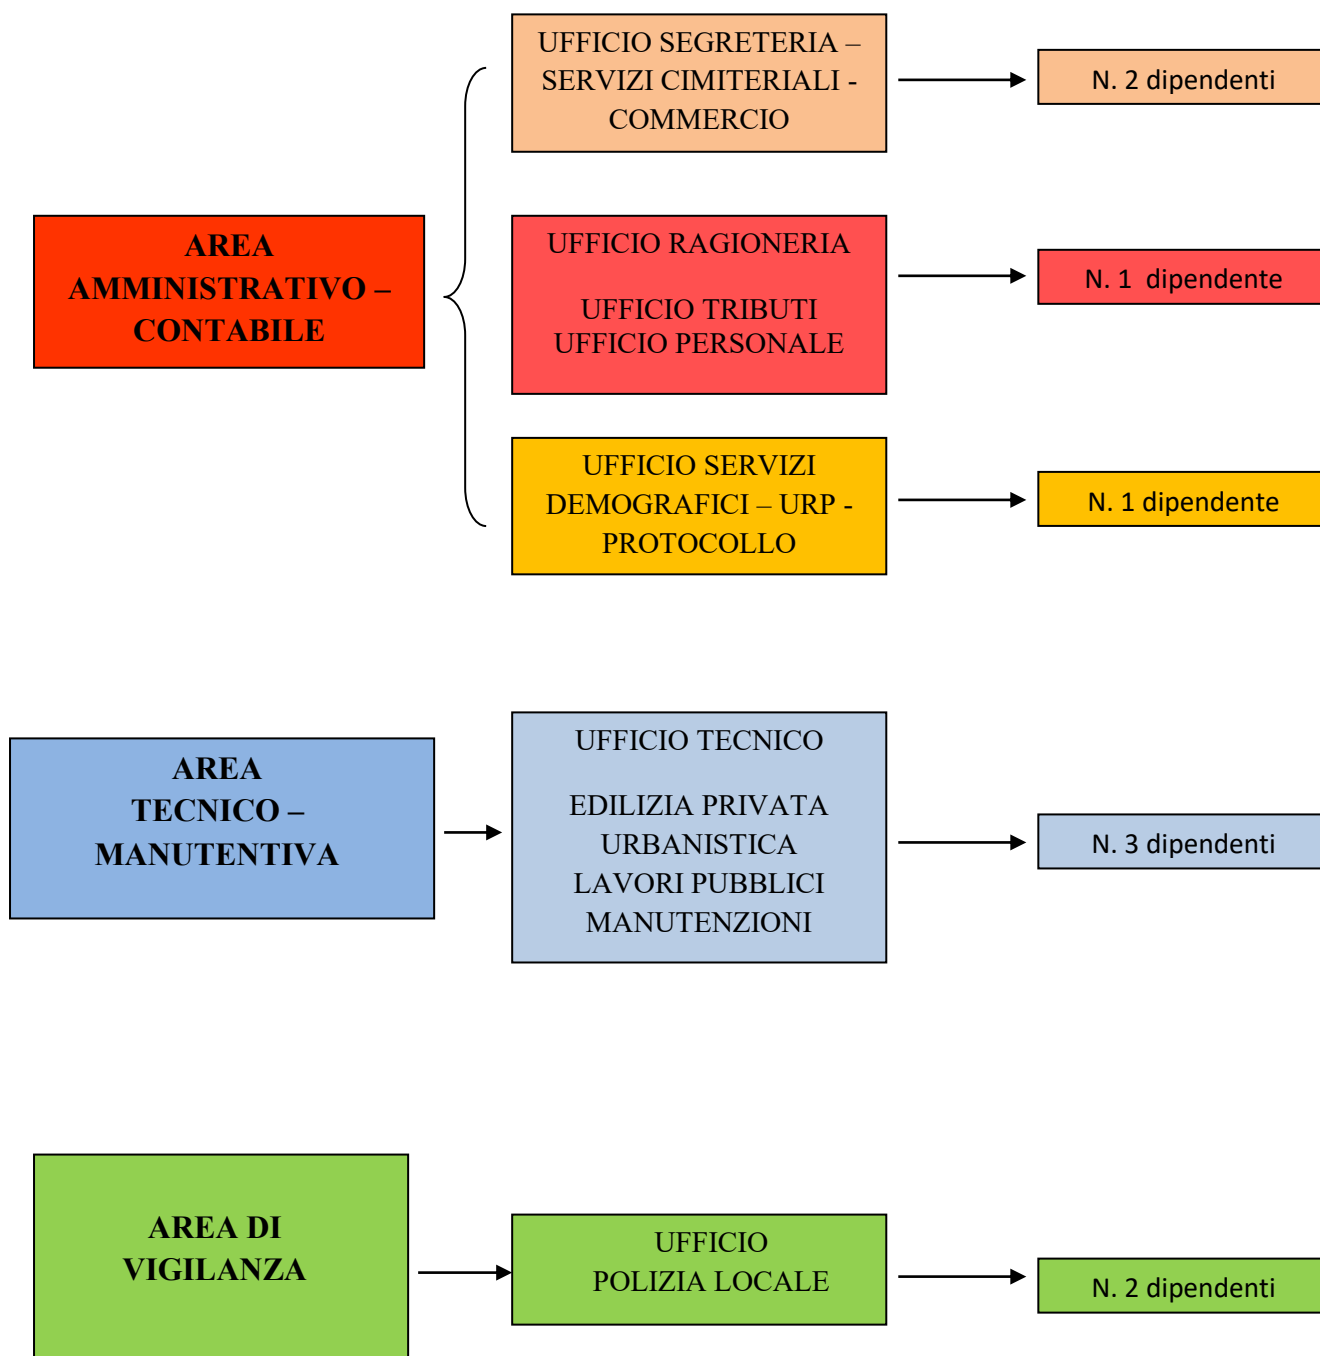 AREA
AMMINISTRATIVO –
CONTABILE
UFFICIO SEGRETERIA –
SERVIZI CIMITERIALI -
COMMERCIO
N. 2 dipendenti
UFFICIO RAGIONERIA
UFFICIO TRIBUTI
UFFICIO PERSONALE
N. 1 dipendente
UFFICIO SERVIZI
DEMOGRAFICI – URP -
PROTOCOLLO
N. 1 dipendente
AREA
TECNICO –
MANUTENTIVA
UFFICIO TECNICO
EDILIZIA PRIVATA
URBANISTICA
LAVORI PUBBLICI
MANUTENZIONI
N. 3 dipendenti
AREA DI
VIGILANZA
UFFICIO
POLIZIA LOCALE
N. 2 dipendenti